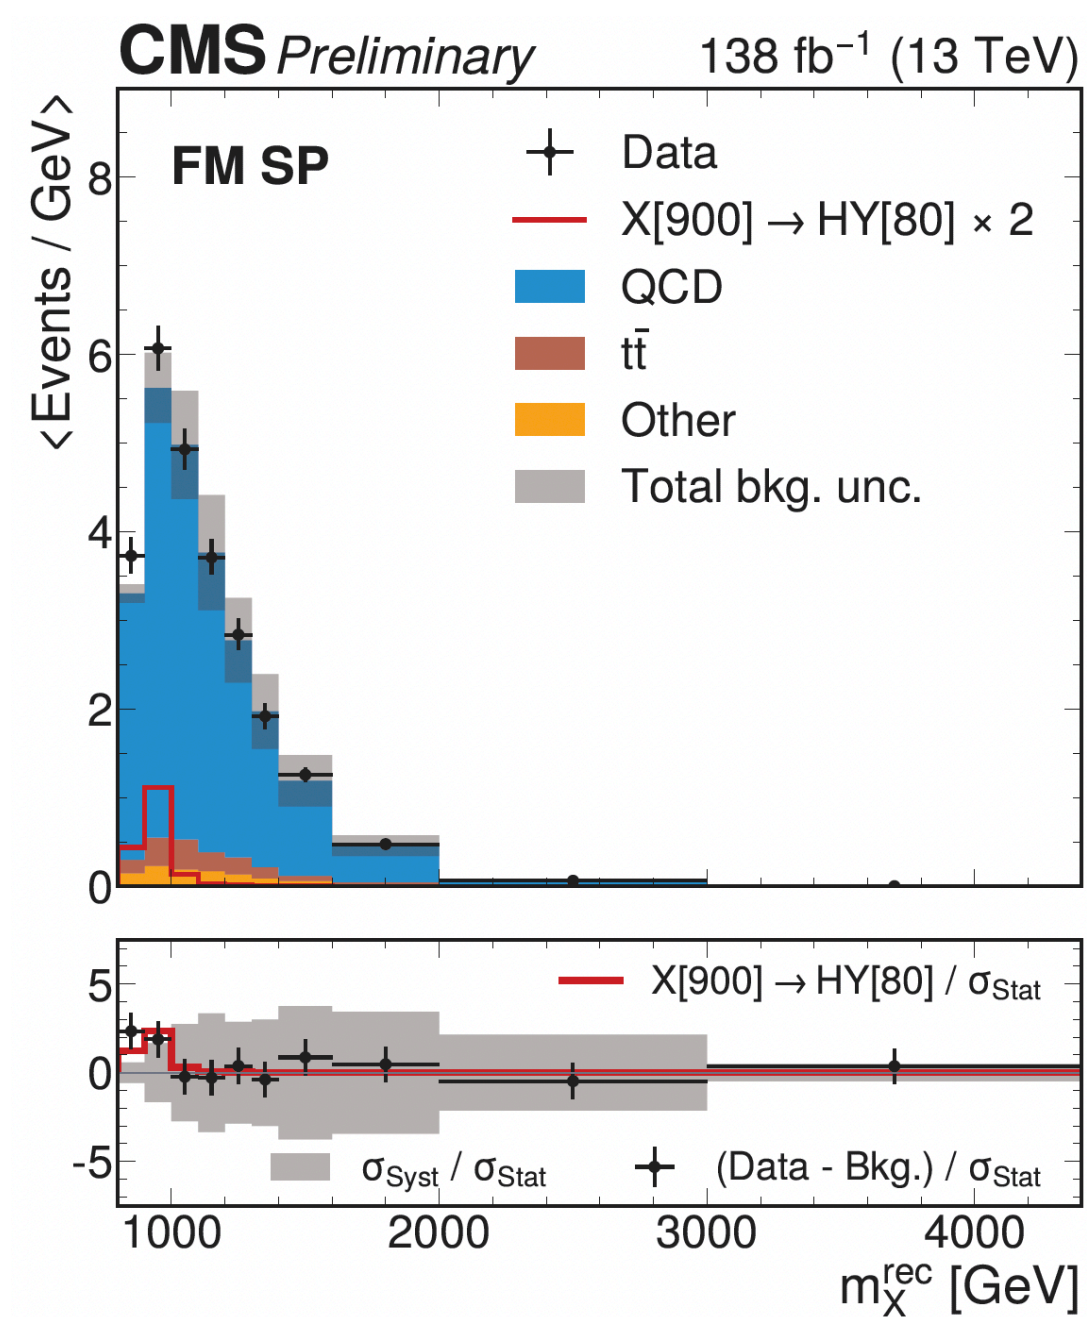 CMS Preliminary 138 fb⁻¹ (13 TeV)
<Events / GeV>
FM SP
Data
X[900] → HY[80] × 2
QCD
tt̄
Other
Total bkg. unc.
8
6
4
2
0
X[900] → HY[80] / σStat
5
0
-5
σSyst / σStat
(Data - Bkg.) / σStat
1000 2000 3000 4000
mXrec [GeV]